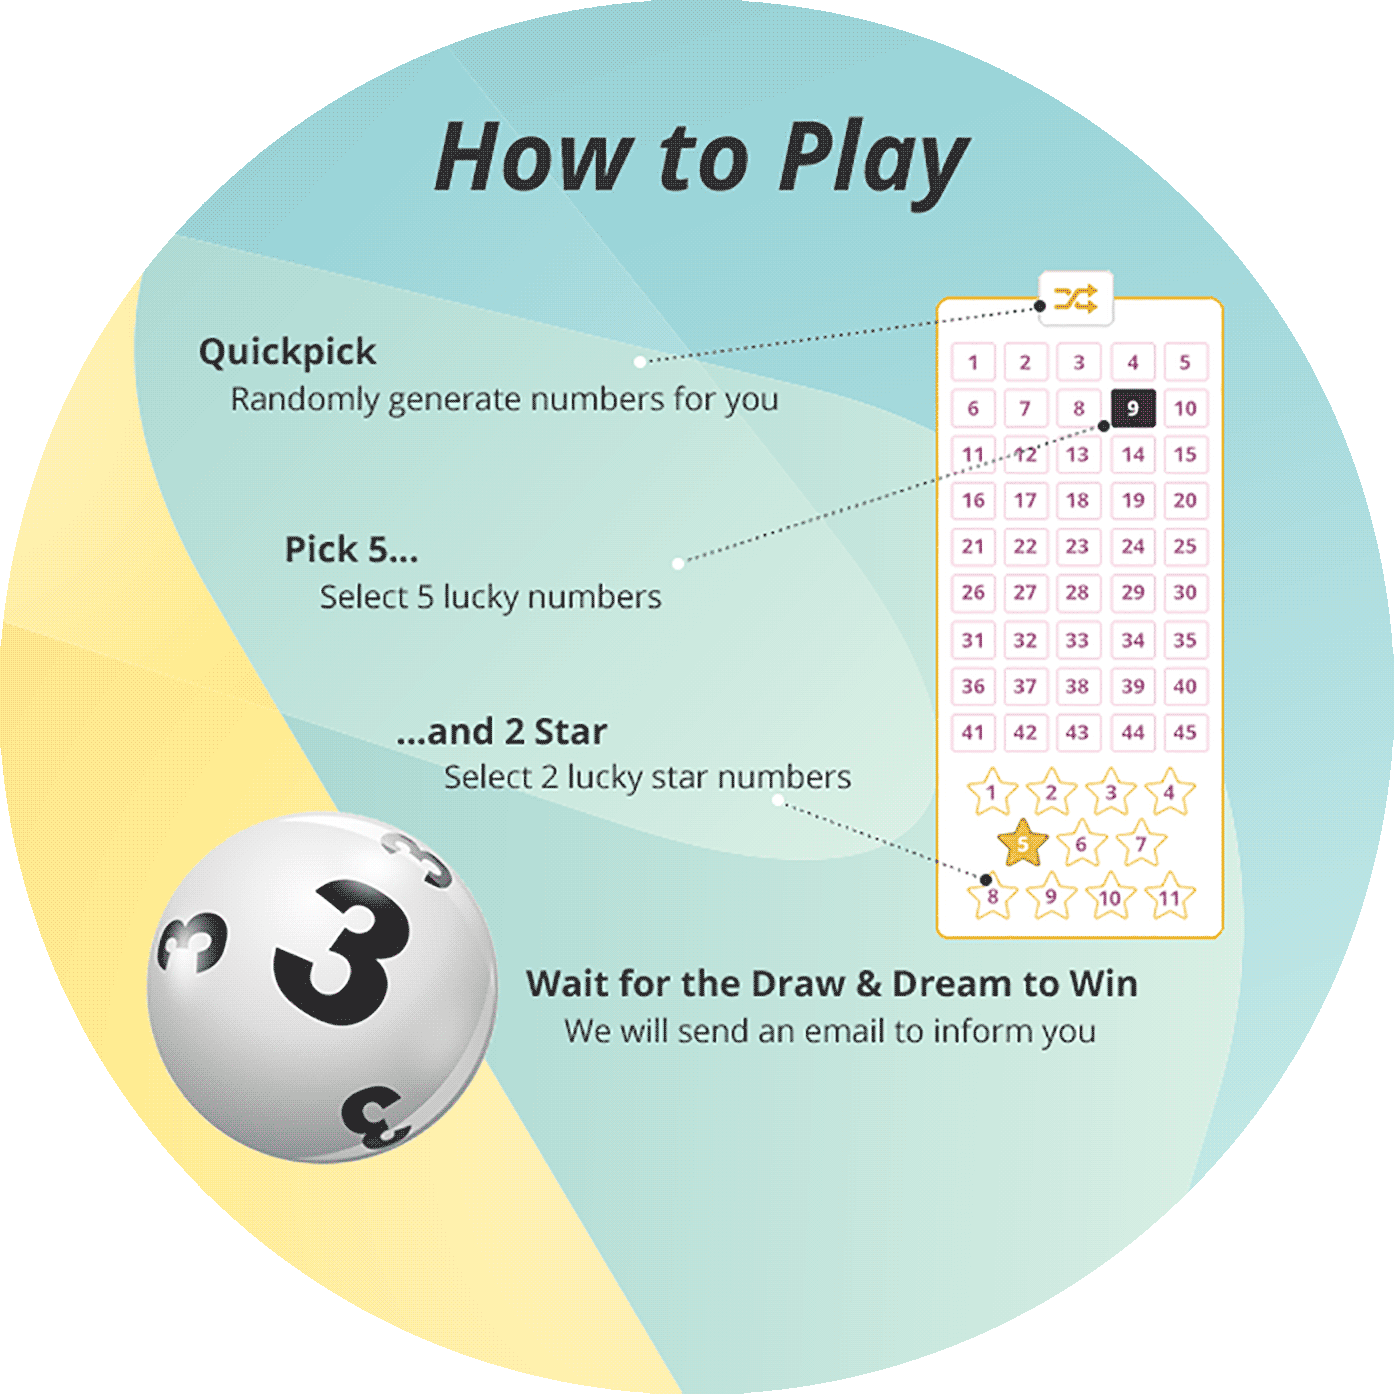 How to Play
Quickpick
Randomly generate numbers for you
Pick 5...
Select 5 lucky numbers
...and 2 Star
Select 2 lucky star numbers
1 2 3 4 5
6 7 8 9 10
11 12 13 14 15
16 17 18 19 20
21 22 23 24 25
26 27 28 29 30
31 32 33 34 35
36 37 38 39 40
41 42 43 44 45
1 2 3 4
5 6 7
8 9 10 11
3
3
3
3
Wait for the Draw & Dream to Win
We will send an email to inform you